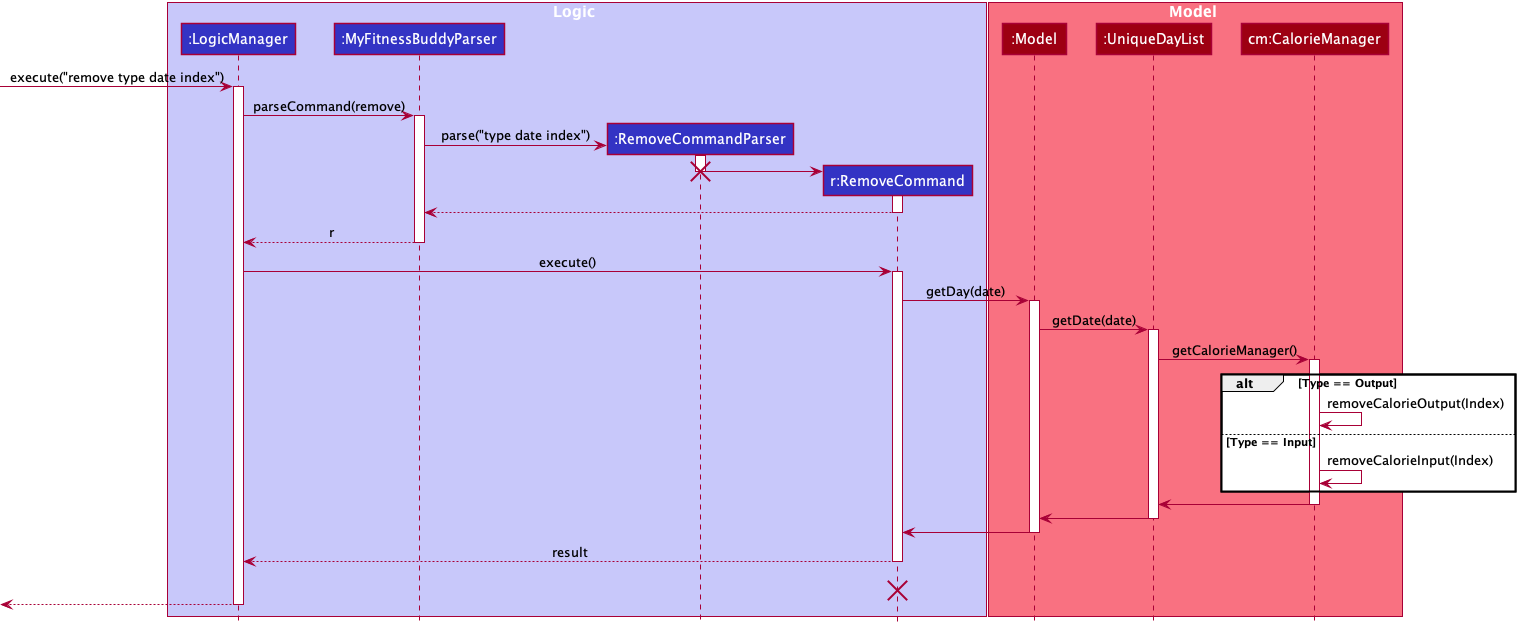 Logic
Model
:LogicManager
:MyFitnessBuddyParser
:Model
:UniqueDayList
cm:CalorieManager
execute("remove type date index")
parseCommand(remove)
parse("type date index")
:RemoveCommandParser
r:RemoveCommand
r
execute()
getDay(date)
getDate(date)
getCalorieManager()
alt
[Type == Output]
removeCalorieOutput(Index)
[Type == Input]
removeCalorieInput(Index)
result